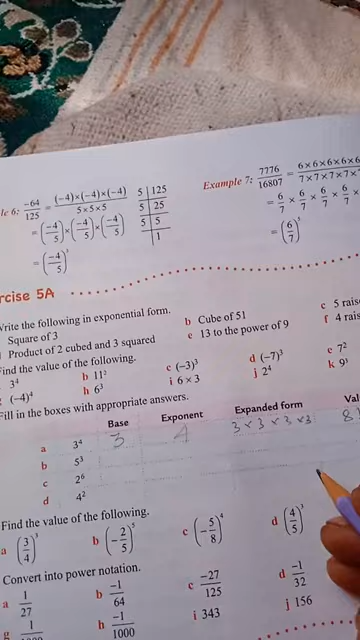 le 6: −64/125 = (−4)×(−4)×(−4)/5×5×5
= (−4/5)×(−4/5)×(−4/5)
= (−4/5)³
5 | 125
5 | 25
5 | 5
1
Example 7: 7776/16807 = 6×6×6×6×6/7×7×7×7×7
= 6/7 × 6/7 × 6/7 × 6/7 ×
= (6/7)⁵
rcise 5A
Write the following in exponential form.
Square of 3
b Cube of 51
c 5 raise
Product of 2 cubed and 3 squared
e 13 to the power of 9
f 4 rais
Find the value of the following.
3⁴
b 11²
c (−3)³
d (−7)³
e 7²
(−4)⁴
h 6³
i 6 × 3
j 2⁴
k 9³
Fill in the boxes with appropriate answers.
Base
Exponent
Expanded form
Val
a 3⁴ 3 4 3×3×3×3 8
b 5³
c 2⁶
d 4²
Find the value of the following.
a (3/4)³
b (−2/5)⁵
c (−5/8)⁴
d (4/5)³
Convert into power notation.
a 1/27
b −1/64
c −27/125
d −1/32
g 1/1000
h −1/1000
i 343
j 156